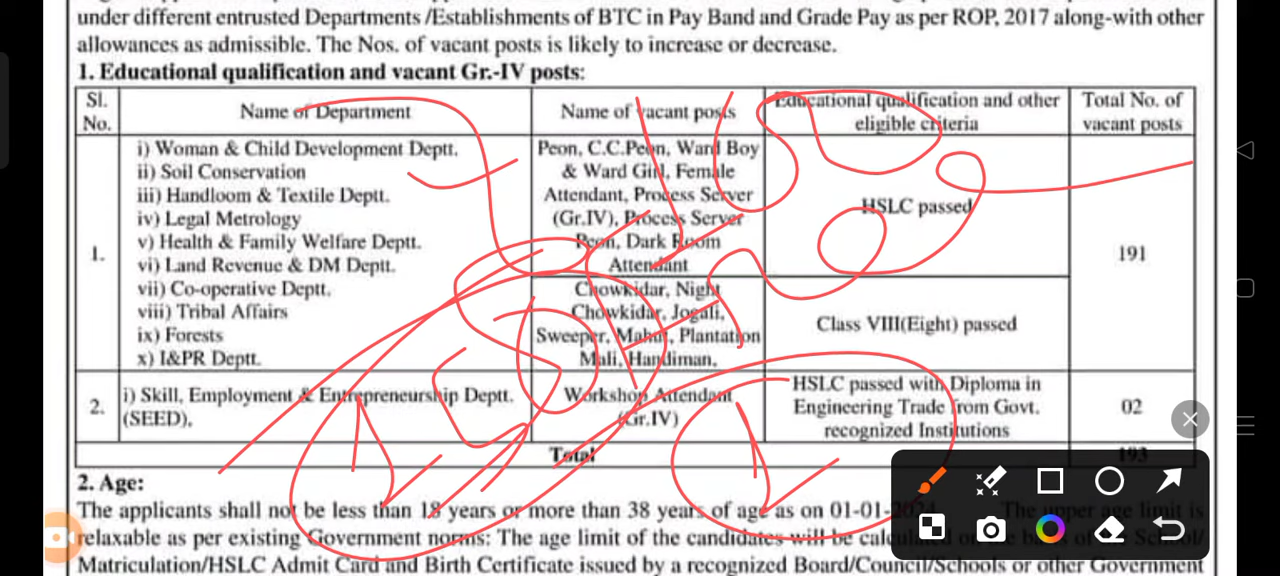 under different entrusted Departments /Establishments of BTC in Pay Band and Grade Pay as per ROP, 2017 along-with other
allowances as admissible. The Nos. of vacant posts is likely to increase or decrease.
1. Educational qualification and vacant Gr.-IV posts:
Sl. No.
Name of Department
Name of vacant posts
Educational qualification and other
eligible criteria
Total No. of
vacant posts
1.
i) Woman & Child Development Deptt.
ii) Soil Conservation
iii) Handloom & Textile Deptt.
iv) Legal Metrology
v) Health & Family Welfare Deptt.
vi) Land Revenue & DM Deptt.
vii) Co-operative Deptt.
viii) Tribal Affairs
ix) Forests
x) I&PR Deptt.
Peon, C.C.Peon, Ward Boy
& Ward Girl, Female
Attendant, Process Server
(Gr.IV), Process Server
Peon, Dark Room
Attendant
HSLC passed
191
Chowkidar, Night
Chowkidar, Jogali,
Sweeper, Mahut, Plantation
Mali, Handiman,
Class VIII(Eight) passed
2.
i) Skill, Employment & Entrepreneurship Deptt.
(SEED),
Workshop Attendant
(Gr.IV)
HSLC passed with Diploma in
Engineering Trade from Govt.
recognized Institutions
02
Total
193
2. Age:
The applicants shall not be less than 18 years or more than 38 years of age as on 01-01- The upper age limit is
relaxable as per existing Government norms: The age limit of the candidates will be School/
Matriculation/HSLC Admit Card and Birth Certificate issued by a recognized Board/Council/Schools or other Government